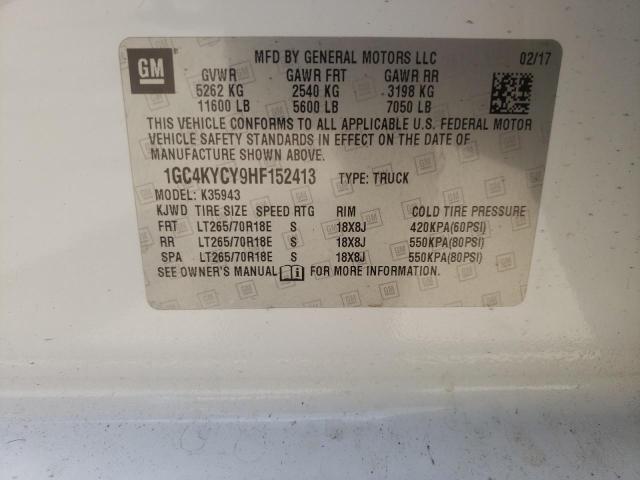 GM
MFD BY GENERAL MOTORS LLC 02/17
GVWR GAWR FRT GAWR RR
5262 KG 2540 KG 3198 KG
11600 LB 5600 LB 7050 LB
THIS VEHICLE CONFORMS TO ALL APPLICABLE U.S. FEDERAL MOTOR
VEHICLE SAFETY STANDARDS IN EFFECT ON THE DATE OF
MANUFACTURE SHOWN ABOVE.
1GC4KYCY9HF152413 TYPE: TRUCK
MODEL: K35943
KJWD TIRE SIZE SPEED RTG RIM COLD TIRE PRESSURE
FRT LT265/70R18E S 18X8J 420KPA(60PSI)
RR LT265/70R18E S 18X8J 550KPA(80PSI)
SPA LT265/70R18E S 18X8J 550KPA(80PSI)
SEE OWNER'S MANUAL FOR MORE INFORMATION.